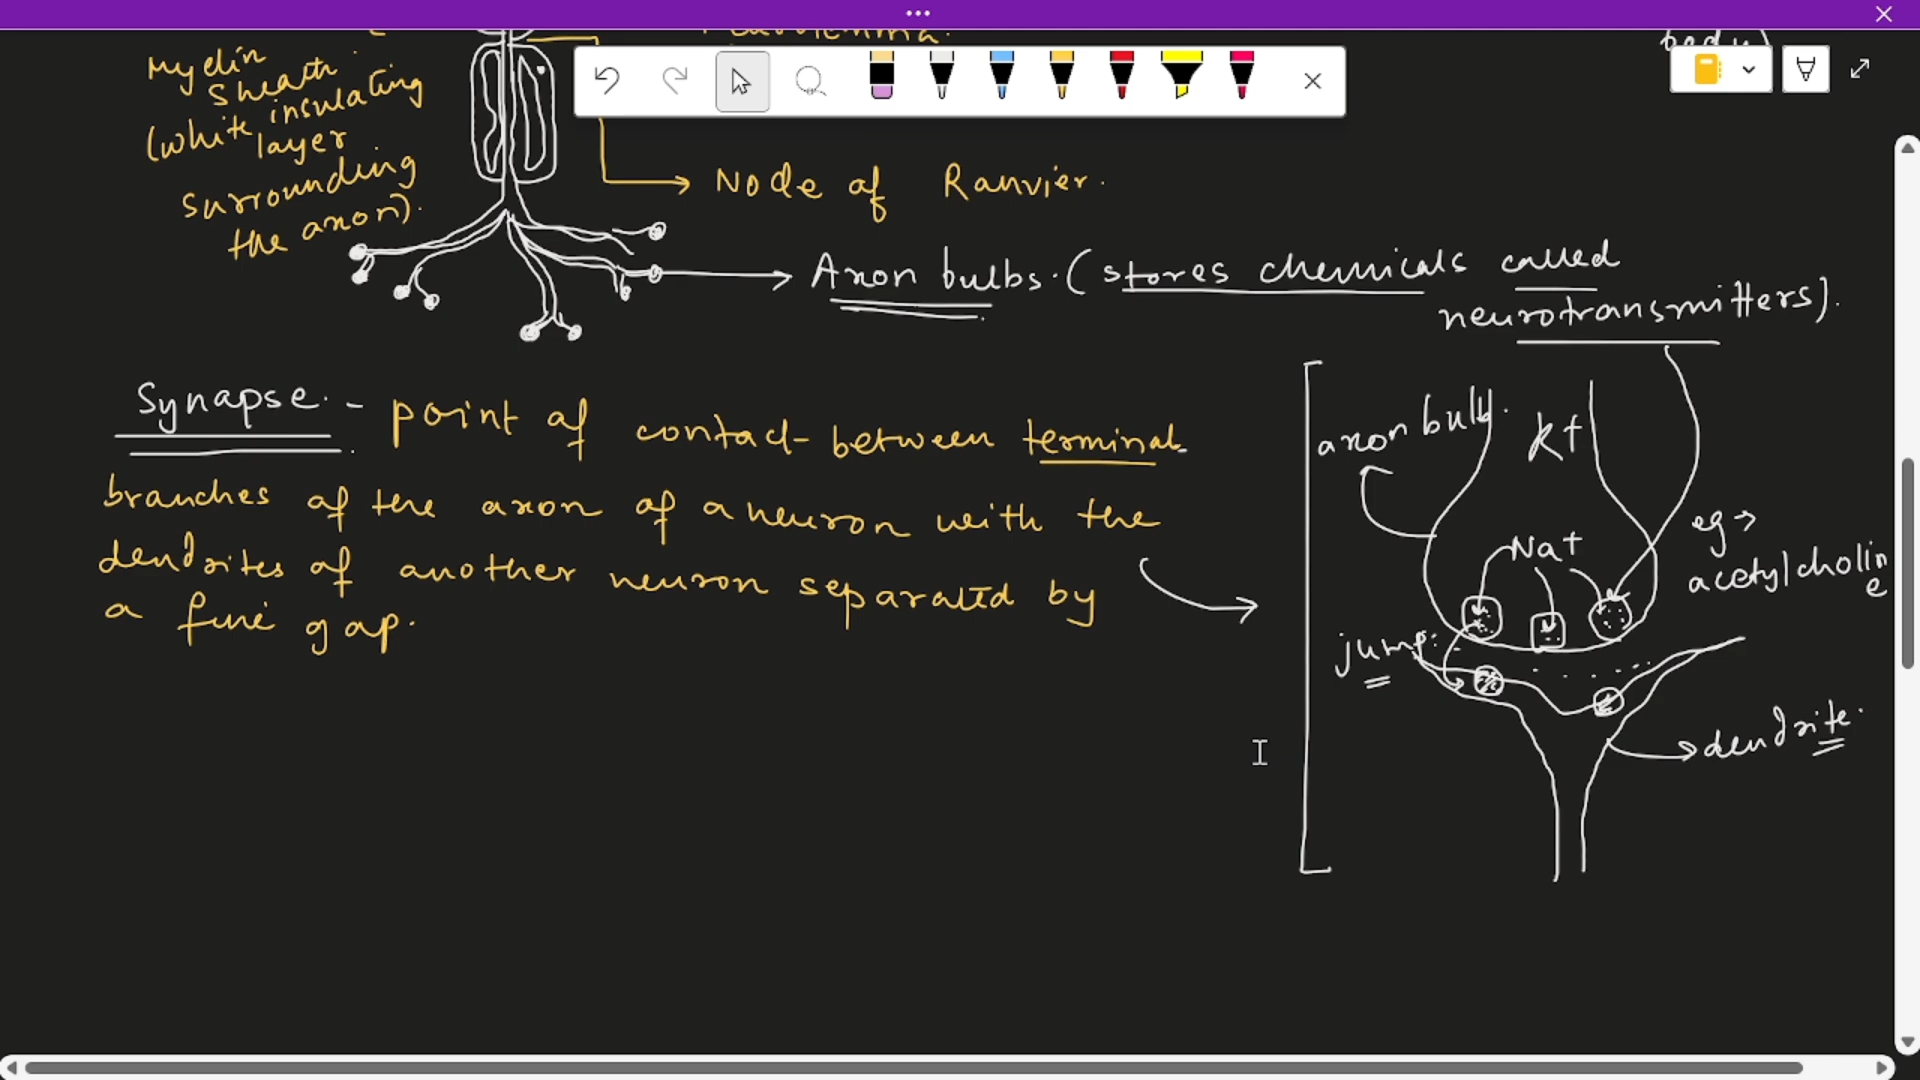 Myelin
Sheath
(white insulating
layer
surrounding
the axon).
Node of Ranvier.
Axon bulbs. (stores chemicals called
neurotransmitters).
Synapse. - point of contact between terminal
branches of the axon of a neuron with the
dendrites of another neuron separated by
a fine gap.
axon bulb.
K+
Na+
eg →
acetylcholin
e
jump.
dendrite.